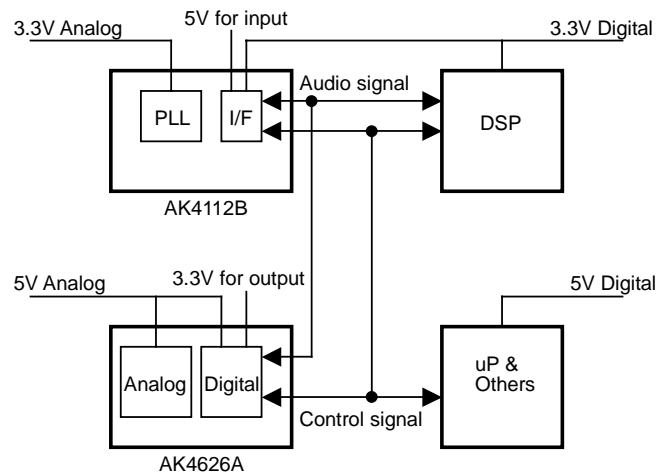 5V for input
3.3V Analog
3.3V Digital
Audio signal
PLL
I/F
DSP
AK4112B
5V Analog
3.3V for output
5V Digital
Analog
Digital
uP &
Others
Control signal
AK4626A